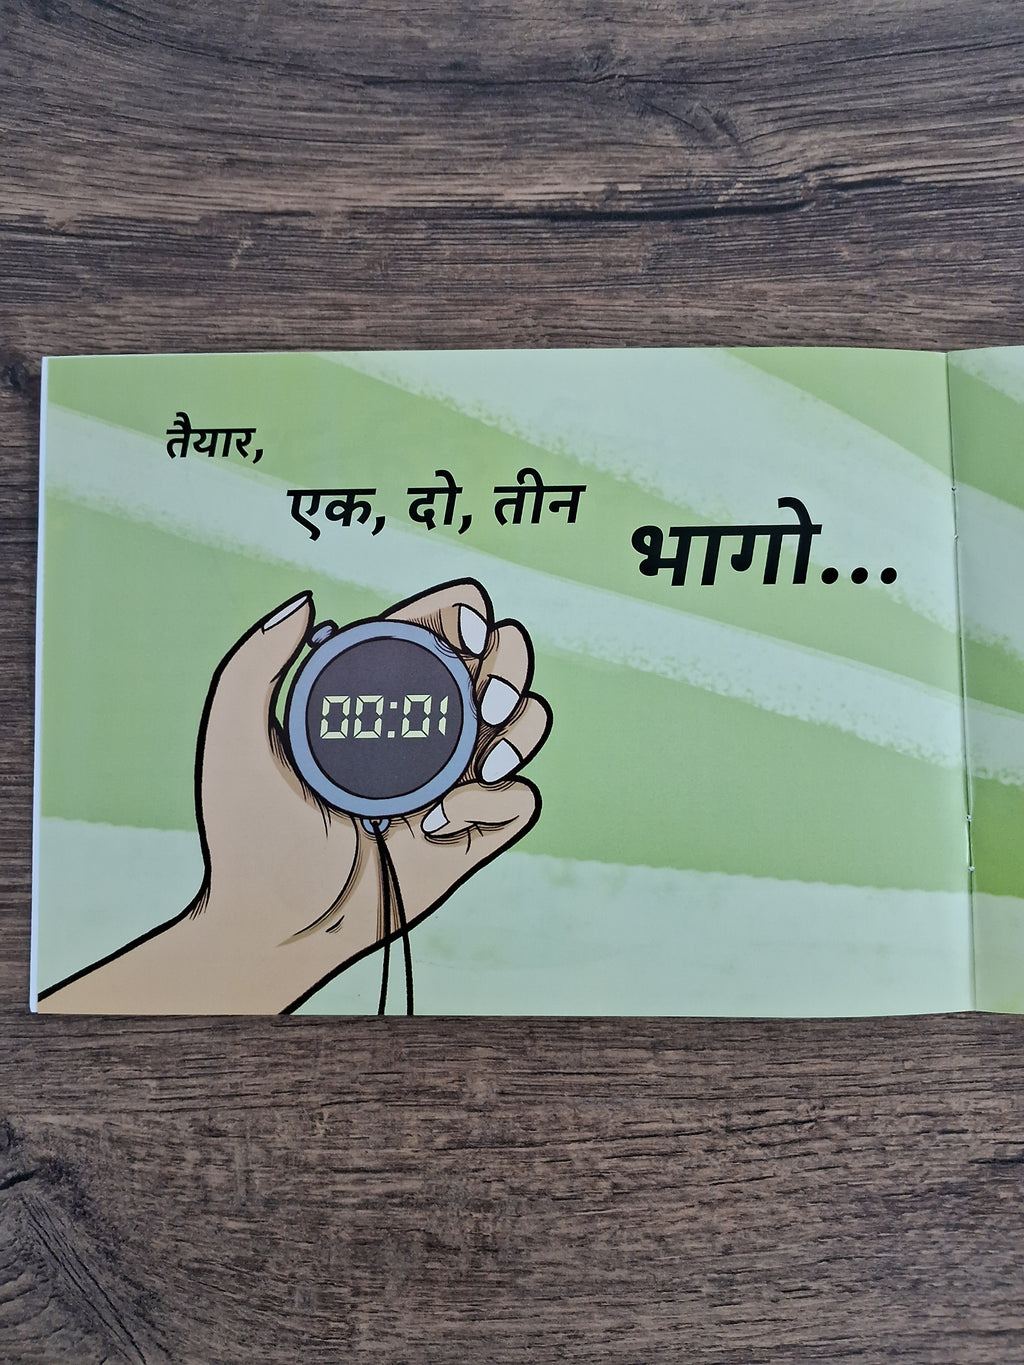 तैयार,
एक, दो, तीन
भागो...
00:01